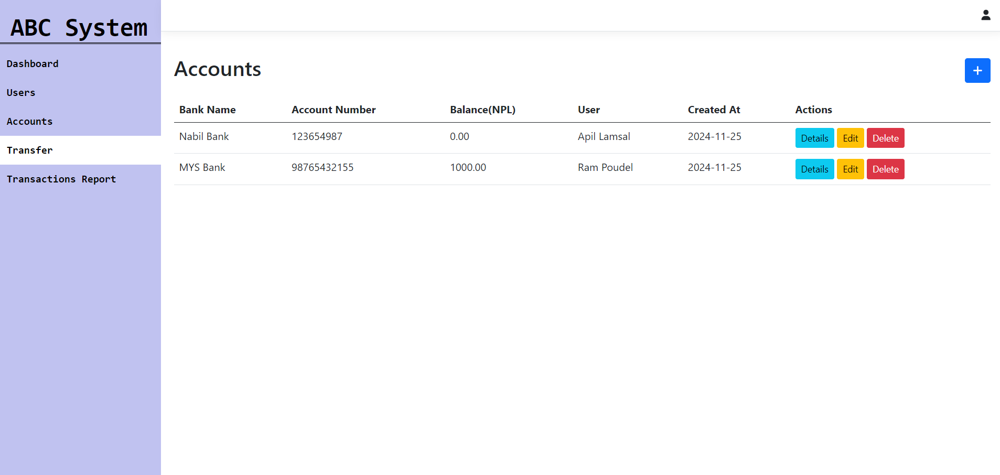 ABC System
Dashboard
Users
Accounts
Transfer
Transactions Report
Accounts
+
Bank Name Account Number Balance(NPL) User Created At Actions
Nabil Bank 123654987 0.00 Apil Lamsal 2024-11-25 Details Edit Delete
MYS Bank 98765432155 1000.00 Ram Poudel 2024-11-25 Details Edit Delete